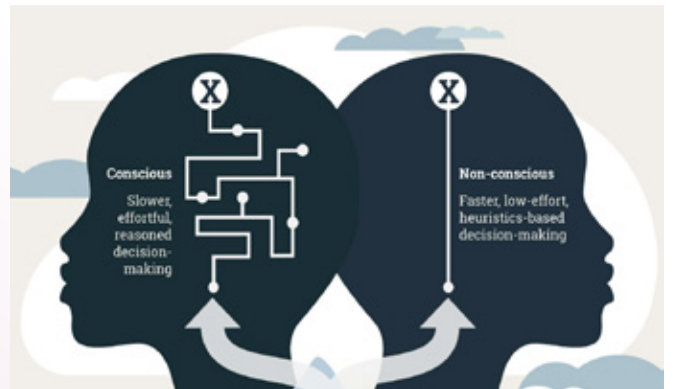 X
Conscious
Slower,
effortful,
reasoned
decision-
making
X
Non-conscious
Faster, low-effort,
heuristics-based
decision-making